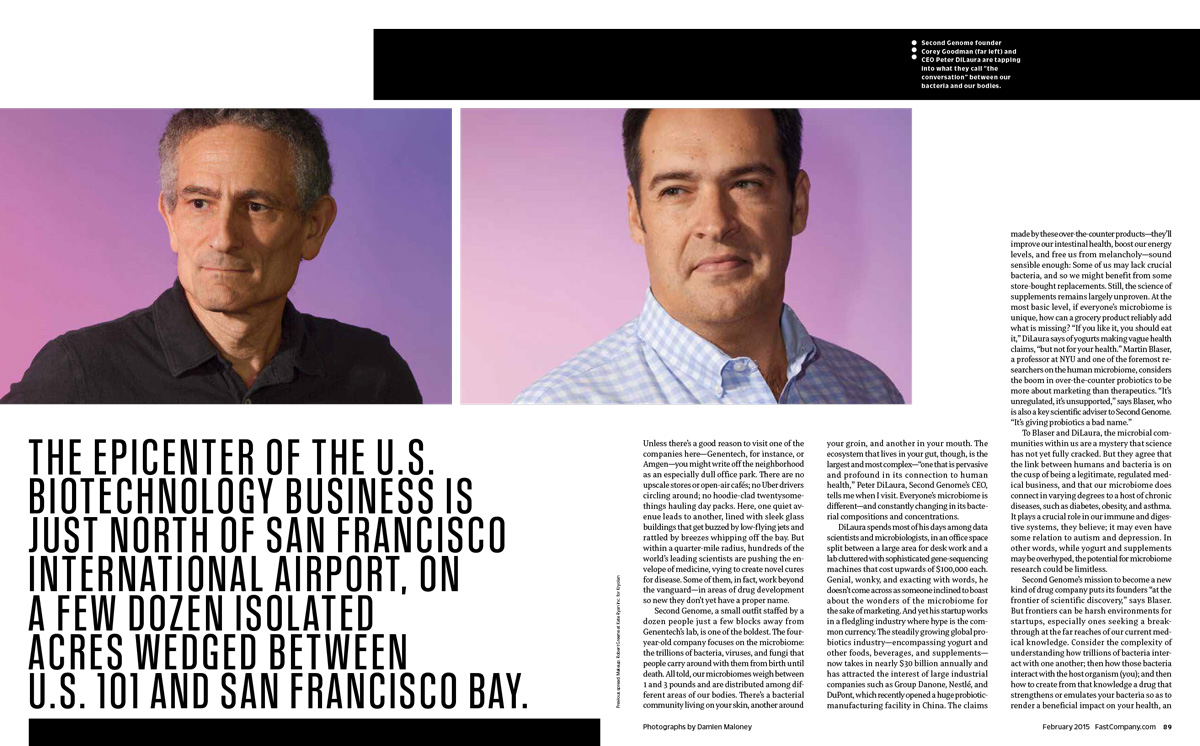 Second Genome founder
Corey Goodman (far left) and
CEO Peter DiLaura are tapping
into what they call "the
conversation" between our
bacteria and our bodies.
THE EPICENTER OF THE U.S.
BIOTECHNOLOGY BUSINESS IS
JUST NORTH OF SAN FRANCISCO
INTERNATIONAL AIRPORT, ON
A FEW DOZEN ISOLATED
ACRES WEDGED BETWEEN
U.S. 101 AND SAN FRANCISCO BAY.
Unless there's a good reason to visit one of the
companies here—Genentech, for instance, or
Amgen—you might write off the neighborhood
as an especially dull office park. There are no
upscale stores or open-air cafés; no Uber drivers
circling around; no hoodie-clad twentysome-
things hauling day packs. Here, one quiet av-
enue leads to another, lined with sleek glass
buildings that get buzzed by low-flying jets and
rattled by breezes whipping off the bay. But
within a quarter-mile radius, hundreds of the
world's leading scientists are pushing the en-
velope of medicine, vying to create novel cures
for disease. Some of them, in fact, work beyond
the vanguard—in areas of drug development
so new they don't yet have a proper name.
Second Genome, a small outfit staffed by a
dozen people just a few blocks away from
Genentech's lab, is one of the boldest. The four-
year-old company focuses on the microbiome:
the trillions of bacteria, viruses, and fungi that
people carry around with them from birth until
death. All told, our microbiomes weigh between
1 and 3 pounds and are distributed among dif-
ferent areas of our bodies. There's a bacterial
community living on your skin, another around
your groin, and another in your mouth. The
ecosystem that lives in your gut, though, is the
largest and most complex—"one that is pervasive
and profound in its connection to human
health," Peter DiLaura, Second Genome's CEO,
tells me when I visit. Everyone's microbiome is
different—and constantly changing in its bacte-
rial compositions and concentrations.
DiLaura spends most of his days among data
scientists and microbiologists, in an office space
split between a large area for desk work and a
lab cluttered with sophisticated gene-sequencing
machines that cost upwards of $100,000 each.
Genial, wonky, and exacting with words, he
doesn't come across as someone inclined to boast
about the wonders of the microbiome for
the sake of marketing. And yet his startup works
in a fledgling industry where hype is the com-
mon currency. The steadily growing global pro-
biotics industry—encompassing yogurt and
other foods, beverages, and supplements—
now takes in nearly $30 billion annually and
has attracted the interest of large industrial
companies such as Group Danone, Nestlé, and
DuPont, which recently opened a huge probiotic-
manufacturing facility in China. The claims
made by these over-the-counter products—they'll
improve our intestinal health, boost our energy
levels, and free us from melancholy—sound
sensible enough: Some of us may lack crucial
bacteria, and so we might benefit from some
store-bought replacements. Still, the science of
supplements remains largely unproven. At the
most basic level, if everyone's microbiome is
unique, how can a grocery product reliably add
what is missing? "If you like it, you should eat
it," DiLaura says of yogurts making vague health
claims, "but not for your health." Martin Blaser,
a professor at NYU and one of the foremost re-
searchers on the human microbiome, considers
the boom in over-the-counter probiotics to be
more about marketing than therapeutics. "It's
unregulated, it's unsupported," says Blaser, who
is also a key scientific adviser to Second Genome.
"It's giving probiotics a bad name."
To Blaser and DiLaura, the microbial com-
munities within us are a mystery that science
has not yet fully cracked. But they agree that
the link between humans and bacteria is on
the cusp of being a legitimate, regulated med-
ical business, and that our microbiome does
connect in varying degrees to a host of chronic
diseases, such as diabetes, obesity, and asthma.
It plays a crucial role in our immune and diges-
tive systems, they believe; it may even have
some relation to autism and depression. In
other words, while yogurt and supplements
may be overhyped, the potential for microbiome
research could be limitless.
Second Genome's mission to become a new
kind of drug company puts its founders "at the
frontier of scientific discovery," says Blaser.
But frontiers can be harsh environments for
startups, especially ones seeking a break-
through at the far reaches of our current med-
ical knowledge. Consider the complexity of
understanding how trillions of bacteria inter-
act with one another; then how those bacteria
interact with the host organism (you); and then
how to create from that knowledge a drug that
strengthens or emulates your bacteria so as to
render a beneficial impact on your health, an
Photographs by Damien Maloney
February 2015 FastCompany.com 89